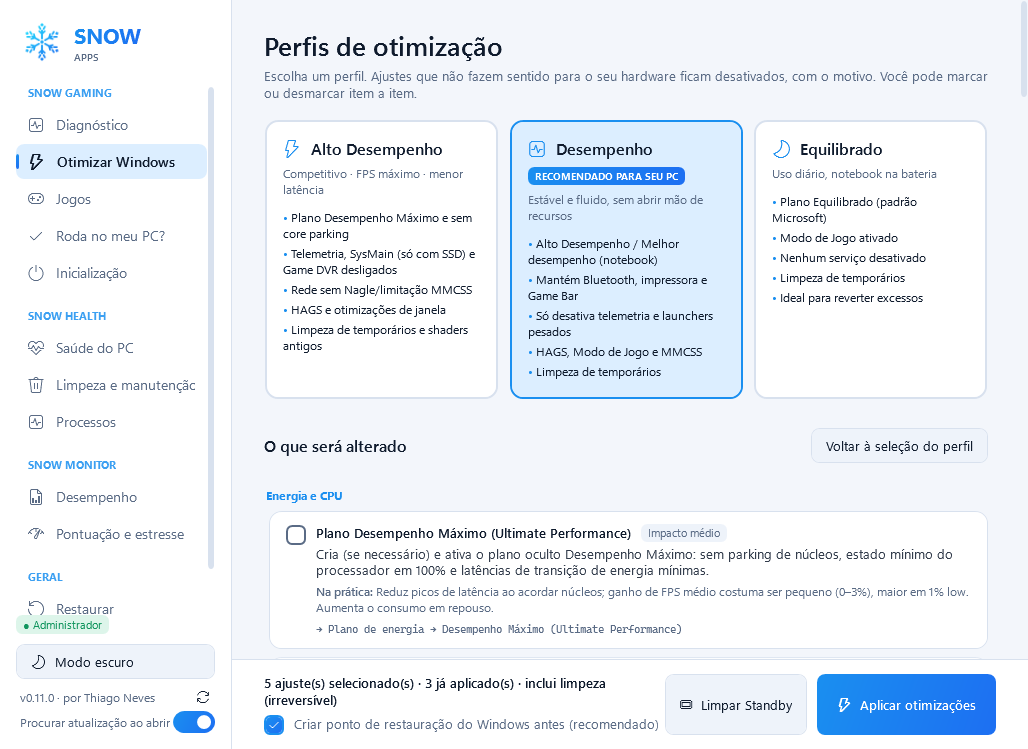 SNOW
APPS
SNOW GAMING
Diagnóstico
Otimizar Windows
Jogos
Roda no meu PC?
Inicialização
SNOW HEALTH
Saúde do PC
Limpeza e manutençãc
Processos
SNOW MONITOR
Desempenho
Pontuação e estresse
GERAL
Restaurar
● Administrador
Modo escuro
v0.11.0 · por Thiago Neves
Procurar atualização ao abrir
Perfis de otimização
Escolha um perfil. Ajustes que não fazem sentido para o seu hardware ficam desativados, com o motivo. Você pode marcar
ou desmarcar item a item.
Alto Desempenho
Competitivo · FPS máximo · menor
latência
• Plano Desempenho Máximo e sem
core parking
• Telemetria, SysMain (só com SSD) e
Game DVR desligados
• Rede sem Nagle/limitação MMCSS
• HAGS e otimizações de janela
• Limpeza de temporários e shaders
antigos
Desempenho
RECOMENDADO PARA SEU PC
Estável e fluido, sem abrir mão de
recursos
• Alto Desempenho / Melhor
desempenho (notebook)
• Mantém Bluetooth, impressora e
Game Bar
• Só desativa telemetria e launchers
pesados
• HAGS, Modo de Jogo e MMCSS
• Limpeza de temporários
Equilibrado
Uso diário, notebook na bateria
• Plano Equilibrado (padrão
Microsoft)
• Modo de Jogo ativado
• Nenhum serviço desativado
• Limpeza de temporários
• Ideal para reverter excessos
O que será alterado
Voltar à seleção do perfil
Energia e CPU
Plano Desempenho Máximo (Ultimate Performance) Impacto médio
Cria (se necessário) e ativa o plano oculto Desempenho Máximo: sem parking de núcleos, estado mínimo do
processador em 100% e latências de transição de energia mínimas.
Na prática: Reduz picos de latência ao acordar núcleos; ganho de FPS médio costuma ser pequeno (0–3%), maior em 1% low.
Aumenta o consumo em repouso.
→ Plano de energia → Desempenho Máximo (Ultimate Performance)
5 ajuste(s) selecionado(s) · 3 já aplicado(s) · inclui limpeza
(irreversível)
Criar ponto de restauração do Windows antes (recomendado)
Limpar Standby
Aplicar otimizações